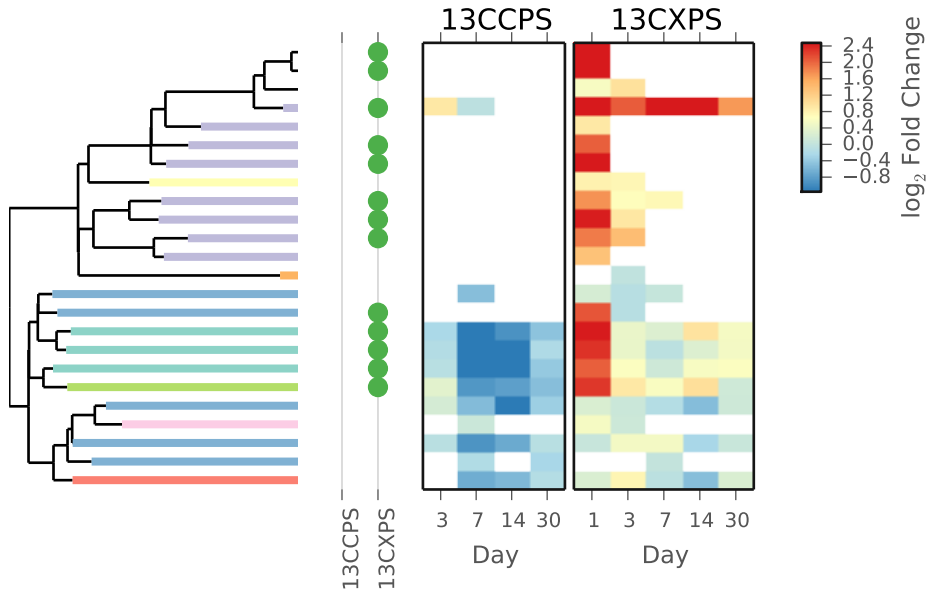 13CCPS 13CXPS
2.4
2.0
1.6
1.2
0.8
0.4
0.0
−0.4
−0.8
log2 Fold Change
13CCPS
13CXPS
3 7 14 30
1 3 7 14 30
Day Day